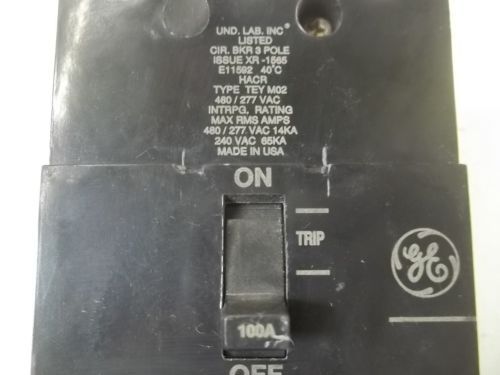 UND. LAB. INC®
LISTED
CIR. BKR 3 POLE
ISSUE XR -1565
E11592 40°C
HACR
TYPE TEY M02
480 / 277 VAC
INTRPG. RATING
MAX RMS AMPS
480 / 277 VAC 14KA
240 VAC 65KA
MADE IN USA
ON
TRIP
GE
100A
OFF